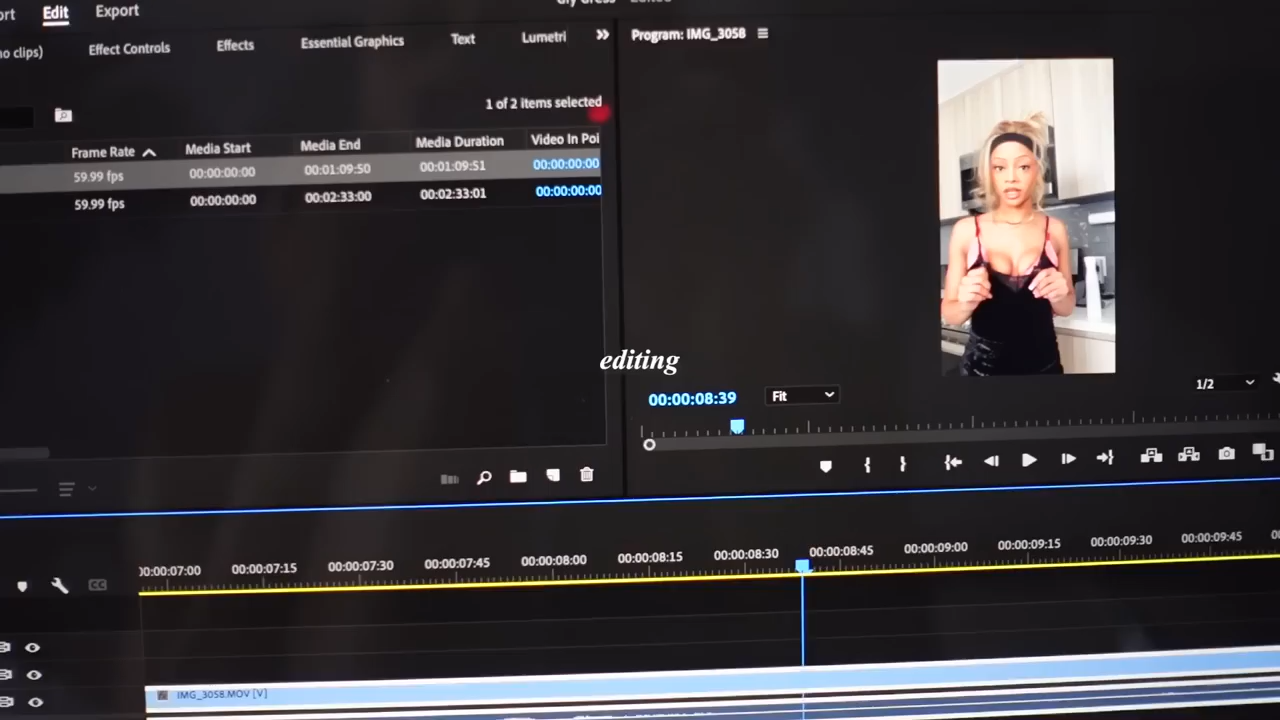 ort Edit Export
o clips) Effect Controls Effects Essential Graphics Text Lumetri
Program: IMG_3058
1 of 2 items selected
Frame Rate Media Start Media End Media Duration Video In Poi
59.99 fps 00:00:00:00 00:01:09:50 00:01:09:51 00:00:00:00
59.99 fps 00:00:00:00 00:02:33:00 00:02:33:01 00:00:00:00
editing
00:00:08:39 Fit 1/2
00:00:07:00 00:00:07:15 00:00:07:30 00:00:07:45 00:00:08:00 00:00:08:15 00:00:08:30 00:00:08:45 00:00:09:00 00:00:09:15 00:00:09:30 00:00:09:45
CC
IMG_3058.MOV [V]